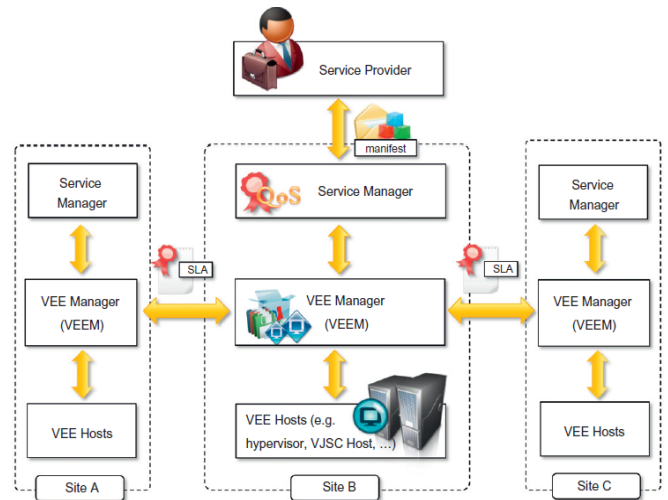 Service Provider
manifest
Service
Manager
QoS
Service Manager
Service
Manager
SLA
SLA
VEE Manager
(VEEM)
VEE Manager
(VEEM)
VEE Manager
(VEEM)
VEE Hosts
VEE Hosts (e.g.
hypervisor, VJSC Host, ...)
VEE Hosts
Site A
Site B
Site C